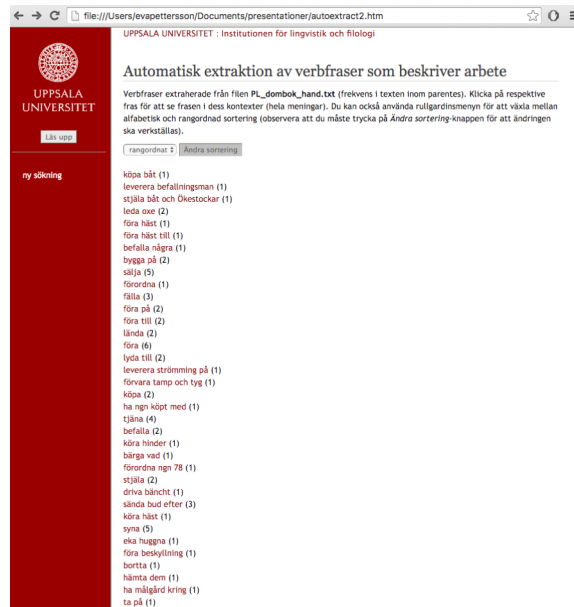 file:///Users/evapettersson/Documents/presentationer/autoextract2.htm
UPPSALA UNIVERSITET : Institutionen för lingvistik och filologi
UPPSALA
UNIVERSITET
Läs upp
ny sökning
Automatisk extraktion av verbfraser som beskriver arbete
Verbfraser extraherade från filen PL_dombok_hand.txt (frekvens i texten inom parentes). Klicka på respektive
fras för att se frasen i dess kontexter (hela meningar). Du kan också använda rullgardinsmenyn för att växla mellan
alfabetisk och rangordnad sortering (observera att du måste trycka på Ändra sortering-knappen för att ändringen
ska verkställas).
rangordnat Ändra sortering
köpa båt (1)
leverera befallningsman (1)
stjäla båt och Ökestockar (1)
leda oxe (2)
föra häst (1)
föra häst till (1)
befalla några (1)
bygga på (2)
sälja (5)
förordna (1)
fälla (3)
föra på (2)
föra till (2)
lända (2)
föra (6)
lyda till (2)
leverera strömming på (1)
förvara tamp och tyg (1)
köpa (2)
ha ngn köpt med (1)
tjäna (4)
befalla (2)
köra hinder (1)
bärga vad (1)
förordna ngn 78 (1)
stjäla (2)
driva bäncht (1)
sända bud efter (3)
köra häst (1)
syna (5)
eka huggna (1)
föra beskyllning (1)
bortta (1)
hämta dem (1)
ha målgård kring (1)
ta på (1)